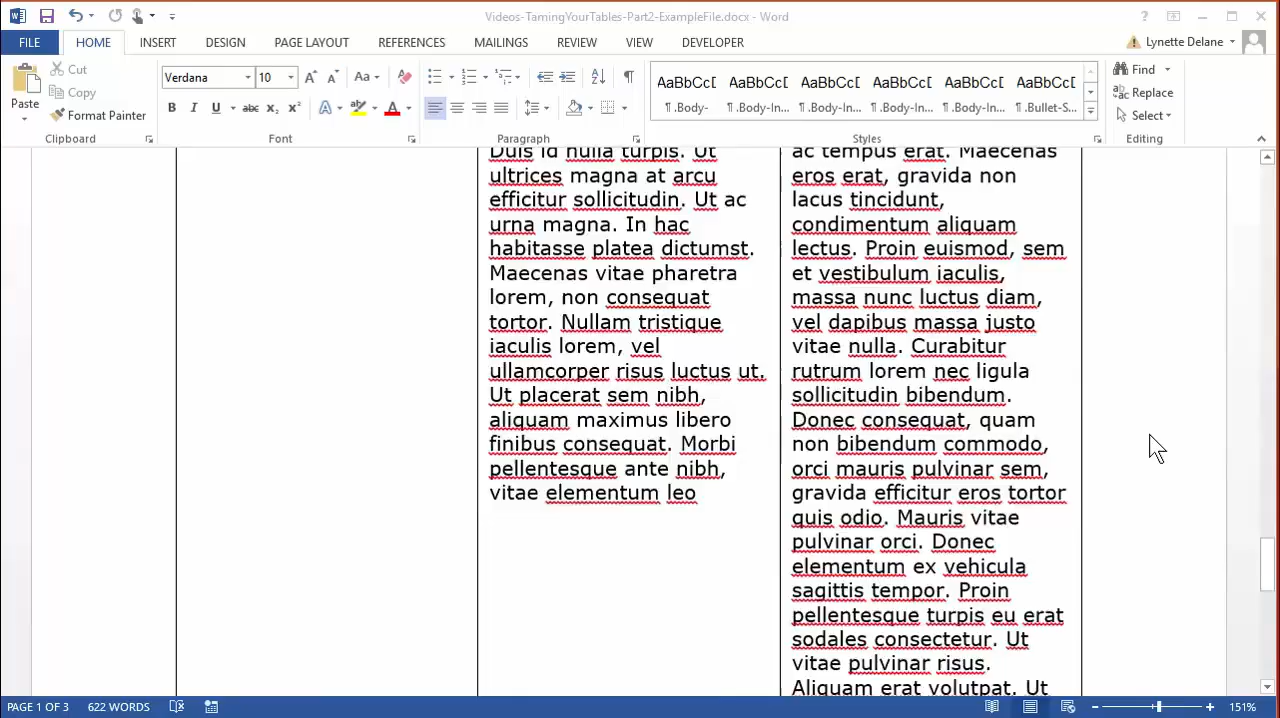 Videos-TamingYourTables-Part2-ExampleFile.docx - Word
FILE HOME INSERT DESIGN PAGE LAYOUT REFERENCES MAILINGS REVIEW VIEW DEVELOPER Lynette Delane
Paste
Cut
Copy
Format Painter
Clipboard
Verdana 10
Font
Paragraph
AaBbCc[ AaBbCc[ AaBbCc[ AaBbCc[ AaBbCc[ AaBbCc[
¶ .Body... ¶ .Body-In... ¶ .Body-In... ¶ .Body-In... ¶ .Body-In... ¶ .Bullet-S...
Styles
Find
Replace
Select
Editing
Duis id nulla turpis. Ut
ultrices magna at arcu
efficitur sollicitudin. Ut ac
urna magna. In hac
habitasse platea dictumst.
Maecenas vitae pharetra
lorem, non consequat
tortor. Nullam tristique
iaculis lorem, vel
ullamcorper risus luctus ut.
Ut placerat sem nibh,
aliquam maximus libero
finibus consequat. Morbi
pellentesque ante nibh,
vitae elementum leo
ac tempus erat. Maecenas
eros erat, gravida non
lacus tincidunt,
condimentum aliquam
lectus. Proin euismod, sem
et vestibulum iaculis,
massa nunc luctus diam,
vel dapibus massa justo
vitae nulla. Curabitur
rutrum lorem nec ligula
sollicitudin bibendum.
Donec consequat, quam
non bibendum commodo,
orci mauris pulvinar sem,
gravida efficitur eros tortor
quis odio. Mauris vitae
pulvinar orci. Donec
elementum ex vehicula
sagittis tempor. Proin
pellentesque turpis eu erat
sodales consectetur. Ut
vitae pulvinar risus.
Aliquam erat volutpat. Ut
PAGE 1 OF 3 622 WORDS 151%